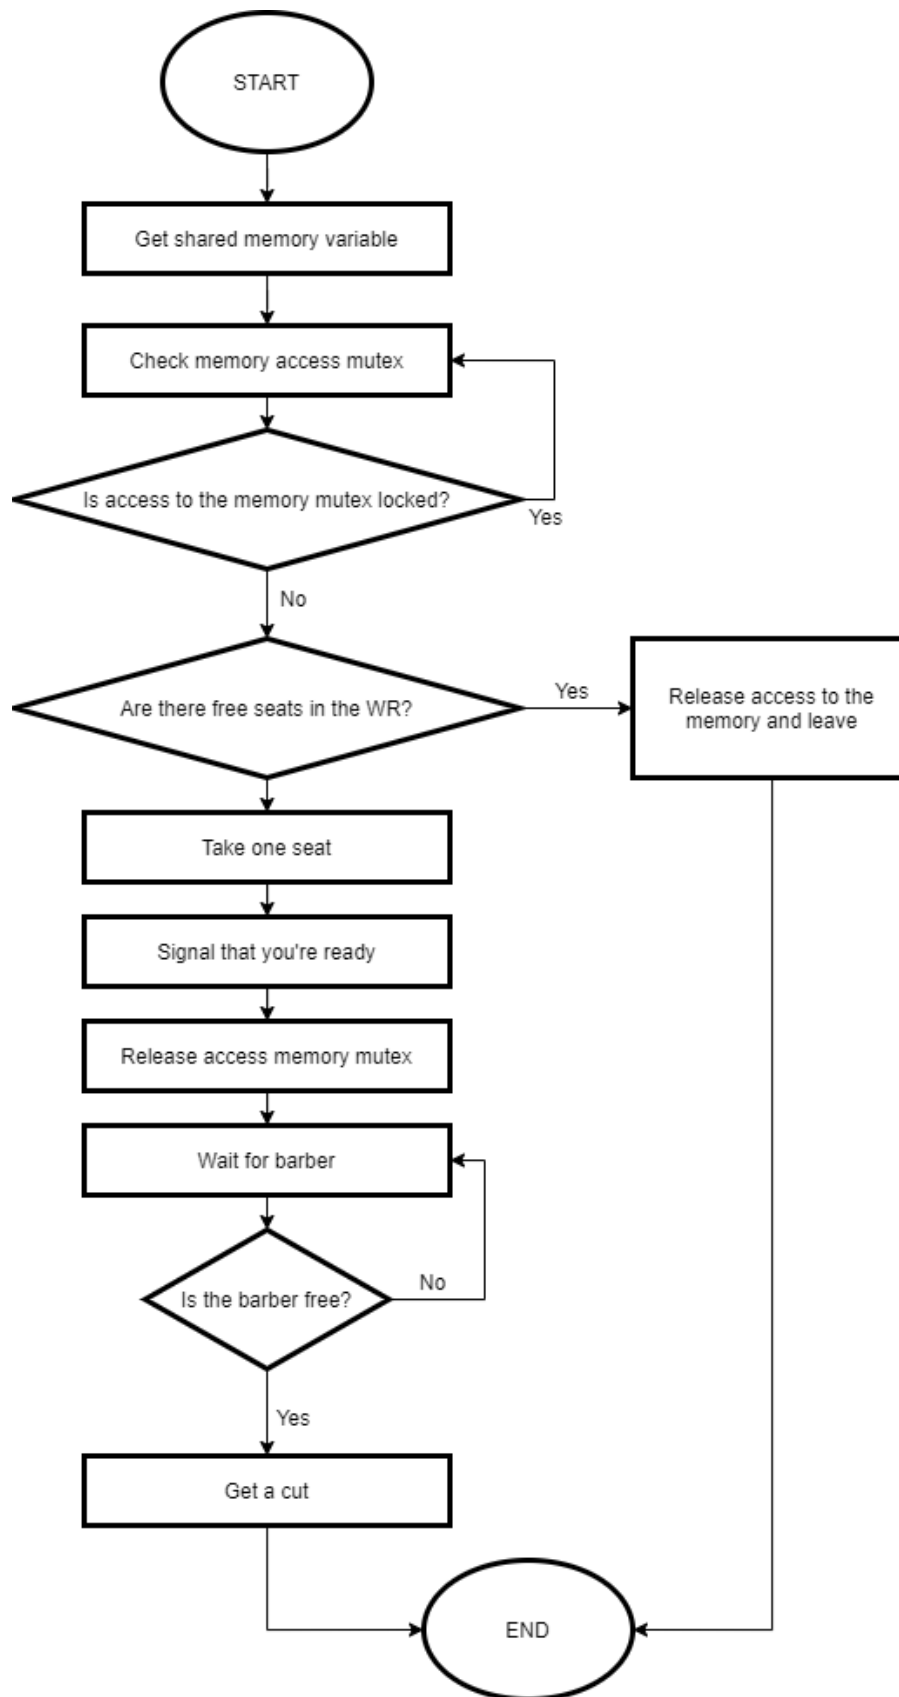 START
Get shared memory variable
Check memory access mutex
Is access to the memory mutex locked?
Yes
No
Are there free seats in the WR?
Yes
Release access to the
memory and leave
Take one seat
Signal that you're ready
Release access memory mutex
Wait for barber
Is the barber free?
No
Yes
Get a cut
END